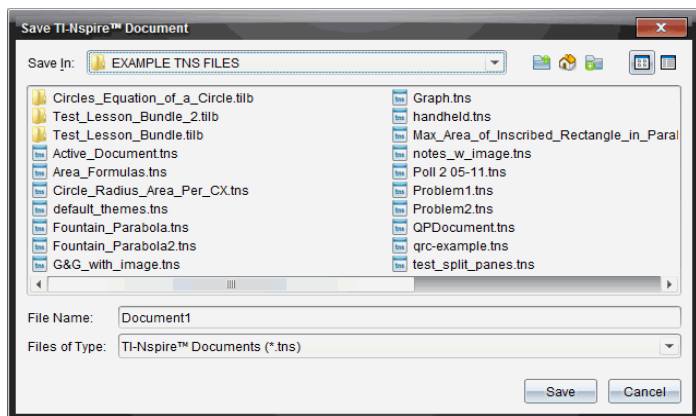 Save TI-Nspire™ Document
Save In: EXAMPLE TNS FILES
Circles_Equation_of_a_Circle.tilb
Test_Lesson_Bundle_2.tilb
Test_Lesson_Bundle.tilb
Active_Document.tns
Area_Formulas.tns
Circle_Radius_Area_Per_CX.tns
default_themes.tns
Fountain_Parabola.tns
Fountain_Parabola2.tns
G&G_with_image.tns
Graph.tns
handheld.tns
Max_Area_of_Inscribed_Rectangle_in_Paral
notes_w_image.tns
Poll 2 05-11.tns
Problem1.tns
Problem2.tns
QPDocument.tns
qrc-example.tns
test_split_panes.tns
File Name: Document1
Files of Type: TI-Nspire™ Documents (*.tns)
Save Cancel